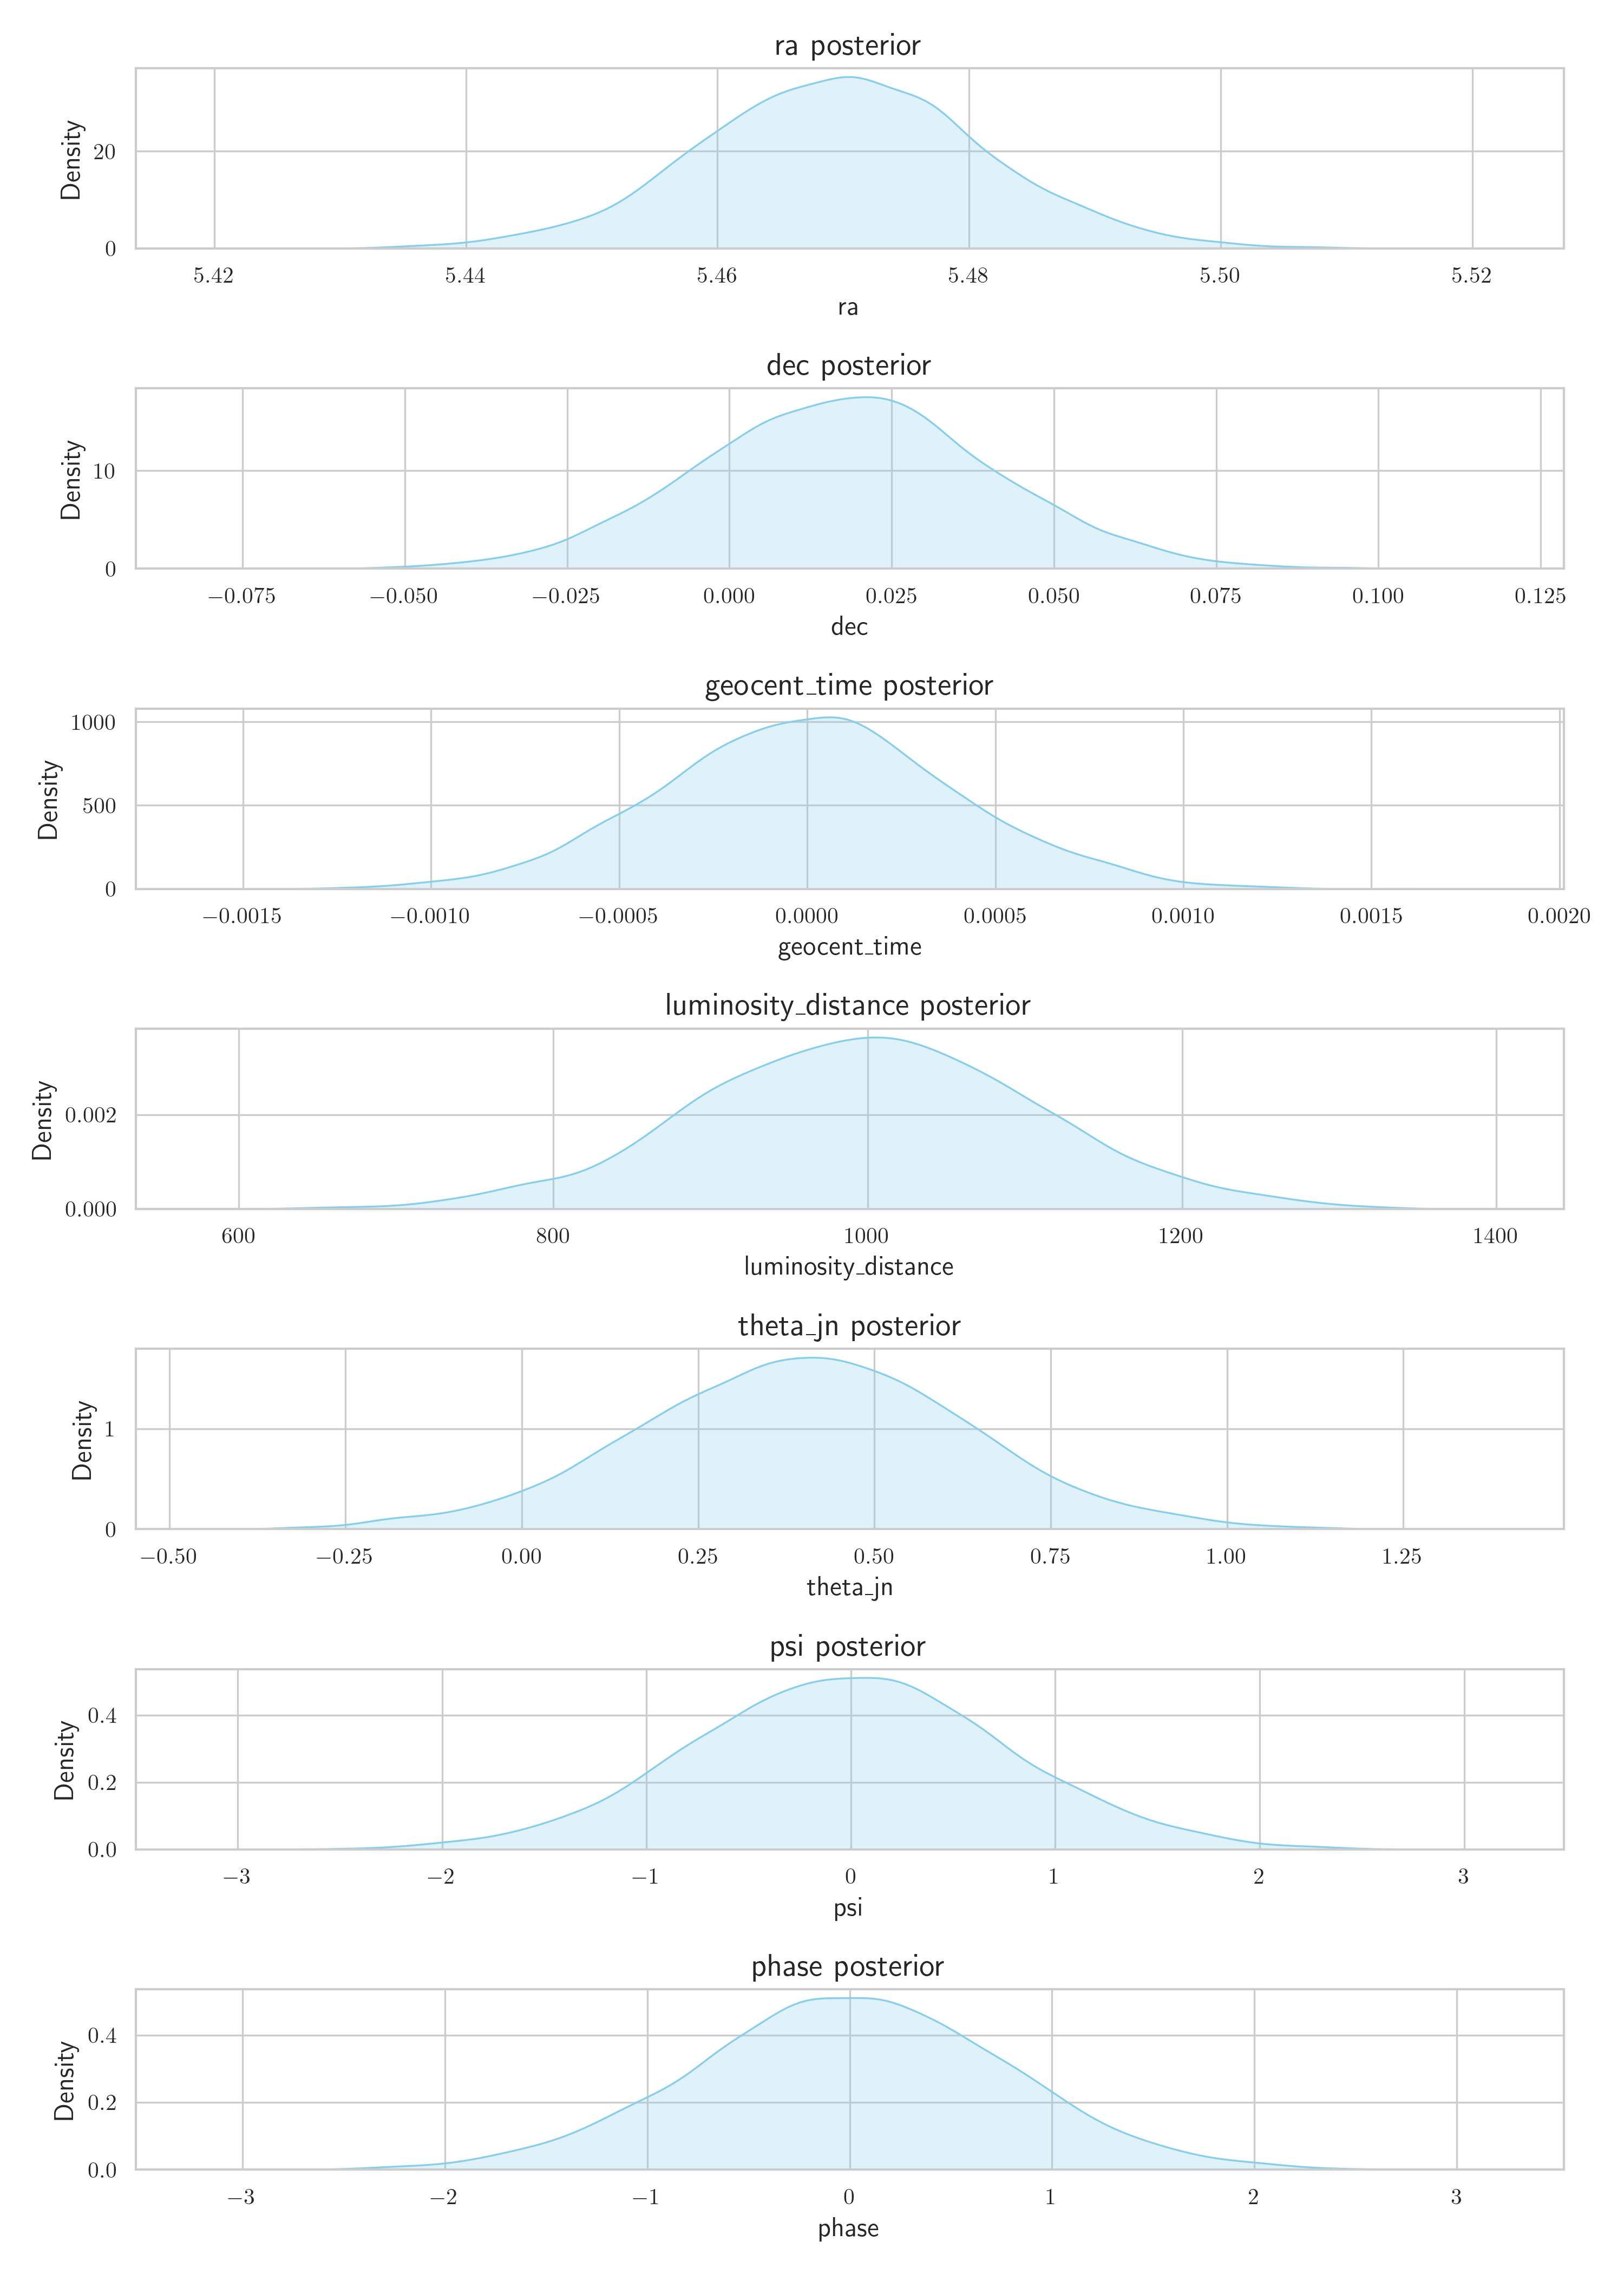 ra posterior
Density
20
0
5.42 5.44 5.46 5.48 5.50 5.52
ra
dec posterior
Density
10
0
−0.075 −0.050 −0.025 0.000 0.025 0.050 0.075 0.100 0.125
dec
geocent_time posterior
Density
1000
500
0
−0.0015 −0.0010 −0.0005 0.0000 0.0005 0.0010 0.0015 0.0020
geocent_time
luminosity_distance posterior
Density
0.002
0.000
600 800 1000 1200 1400
luminosity_distance
theta_jn posterior
Density
1
0
−0.50 −0.25 0.00 0.25 0.50 0.75 1.00 1.25
theta_jn
psi posterior
Density
0.4
0.2
0.0
−3 −2 −1 0 1 2 3
psi
phase posterior
Density
0.4
0.2
0.0
−3 −2 −1 0 1 2 3
phase